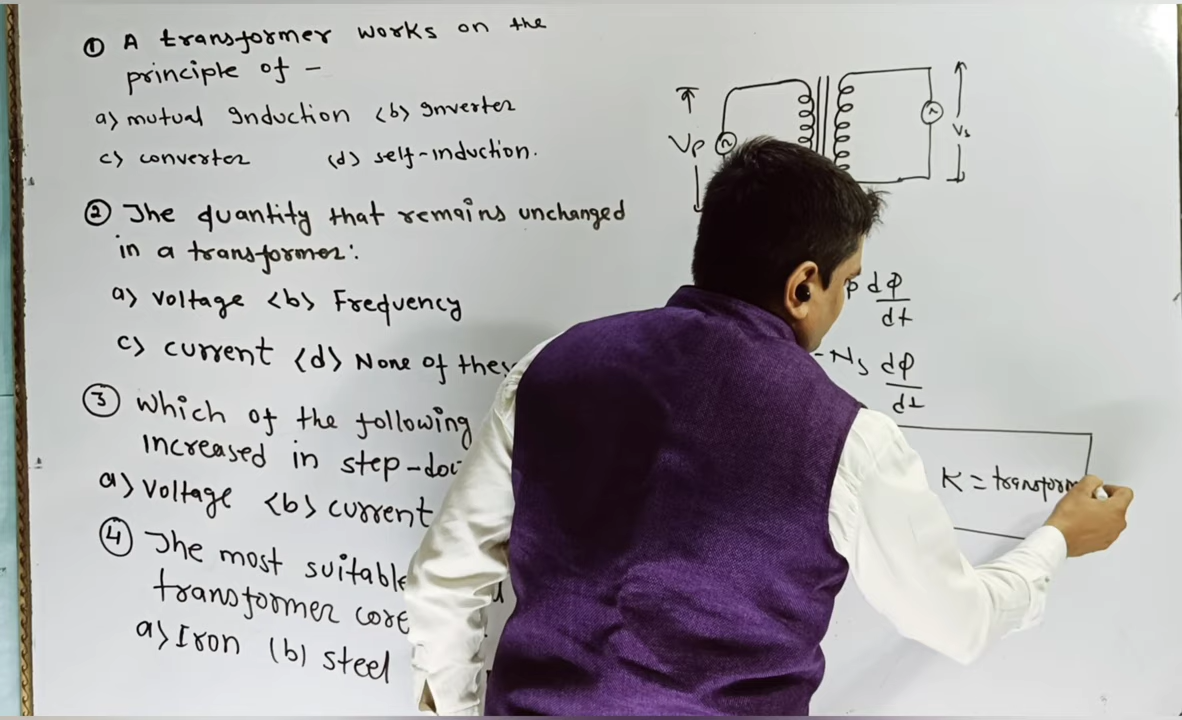 ① A transformer works on the
principle of -
a) mutual Induction (b) Inverter
c) converter (d) self-induction.
② The quantity that remains unchanged
in a transformer:
a) voltage (b) Frequency
c) current (d) None of thes
③ which of the following
increased in step-do
a) voltage (b) current
④ The most suitable
transformer core
a) Iron (b) steel
Vp
Vs
p dφ
dt
-Ns dφ
dt
K = transform